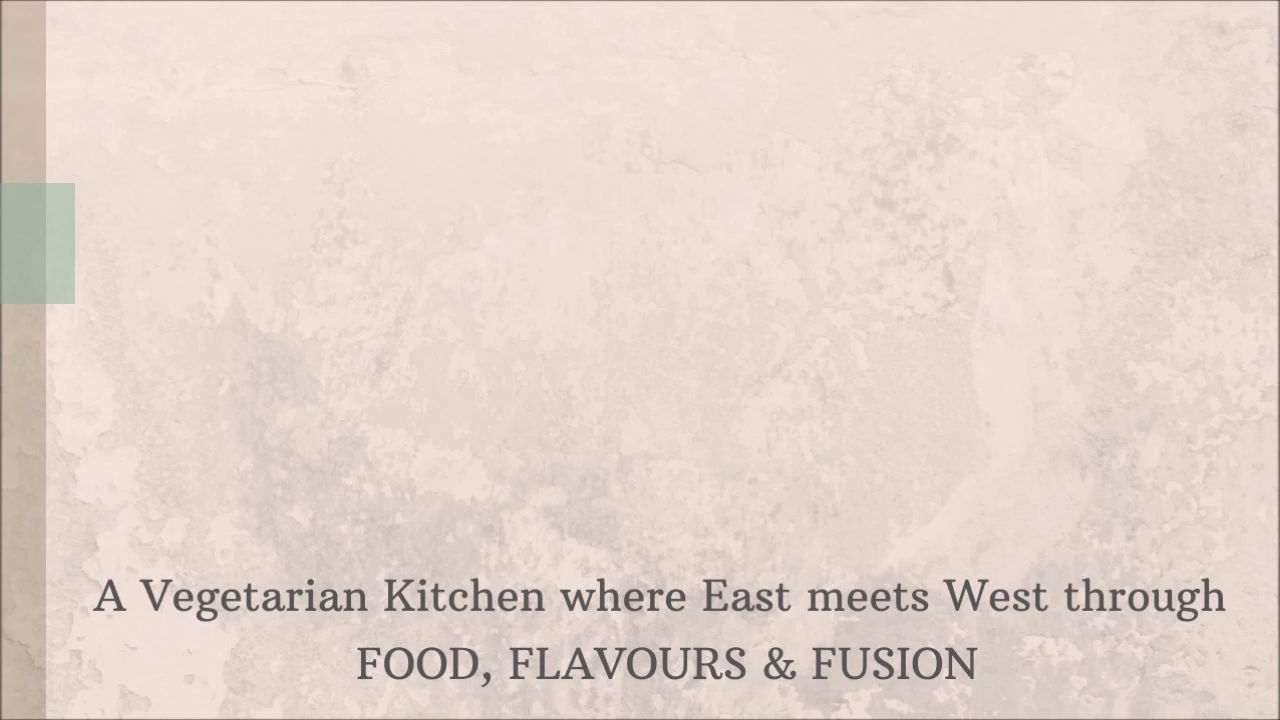 A Vegetarian Kitchen where East meets West through
FOOD, FLAVOURS & FUSION